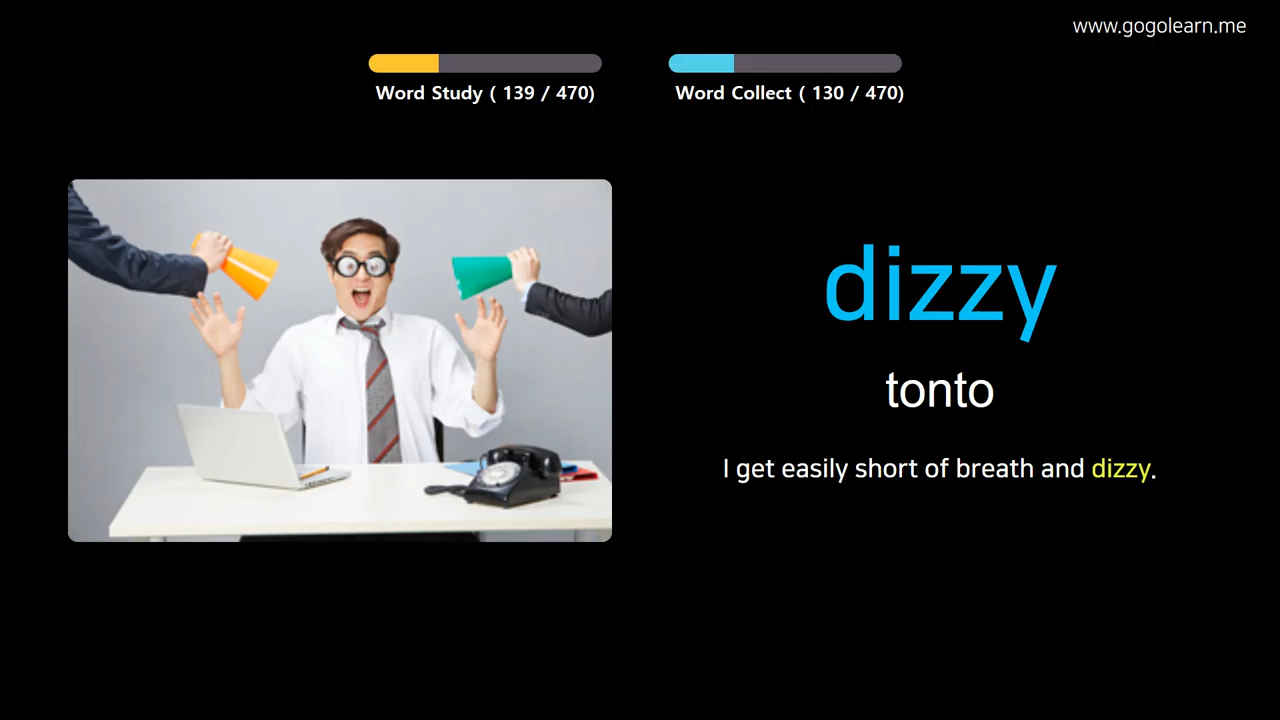 www.gogolearn.me
Word Study ( 139 / 470)
Word Collect ( 130 / 470)
dizzy
tonto
I get easily short of breath and dizzy.